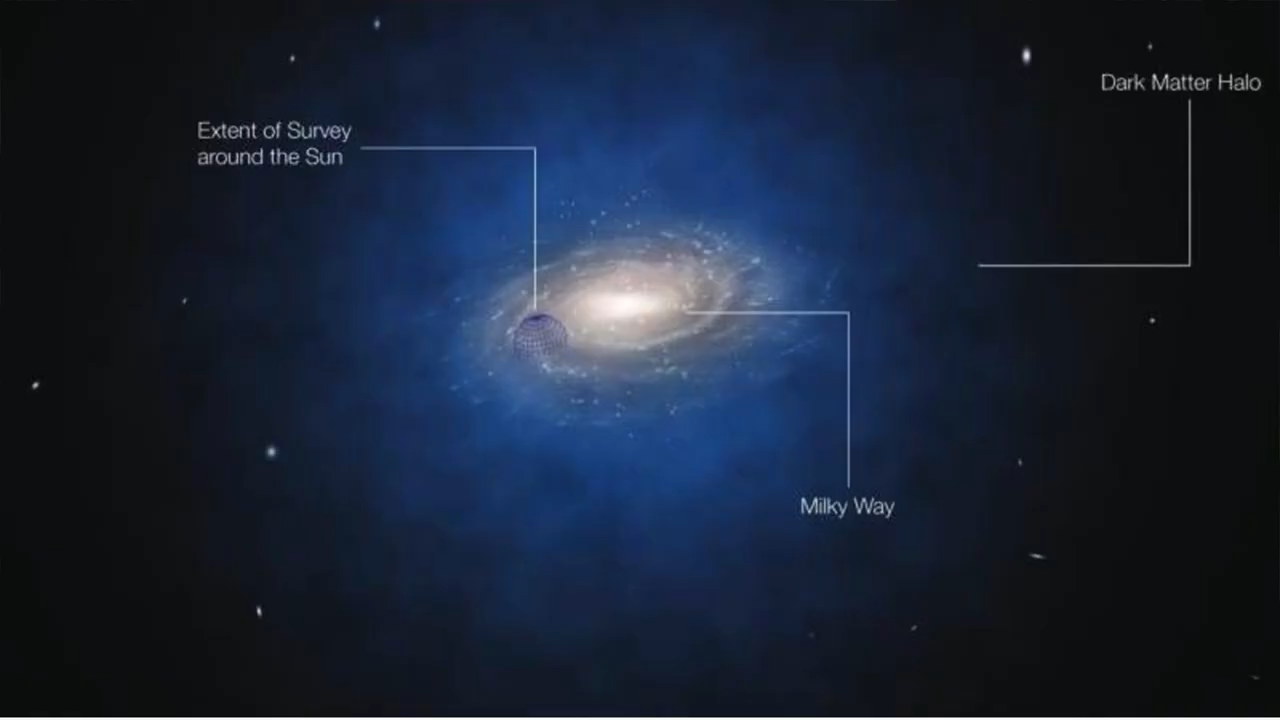 Dark Matter Halo
Extent of Survey
around the Sun
Milky Way